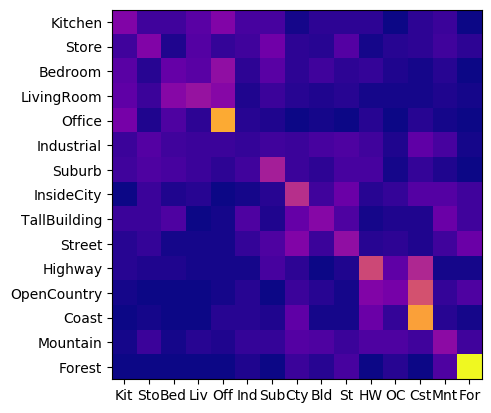 Kitchen
Store
Bedroom
LivingRoom
Office
Industrial
Suburb
InsideCity
TallBuilding
Street
Highway
OpenCountry
Coast
Mountain
Forest
Kit Sto Bed Liv Off Ind Sub Cty Bld St HW OC Cst Mnt For